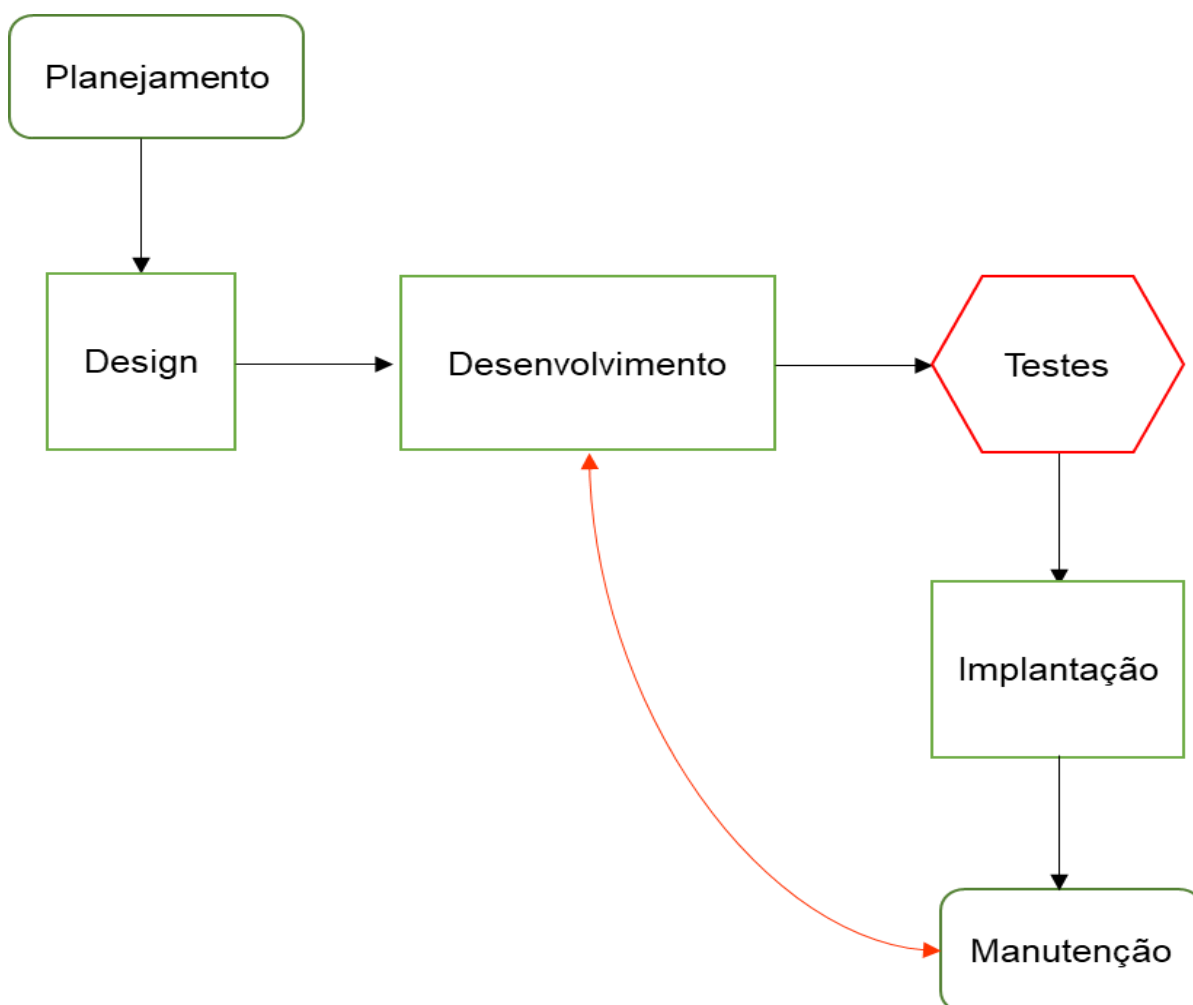 Planejamento
Design
Desenvolvimento
Testes
Implantação
Manutenção